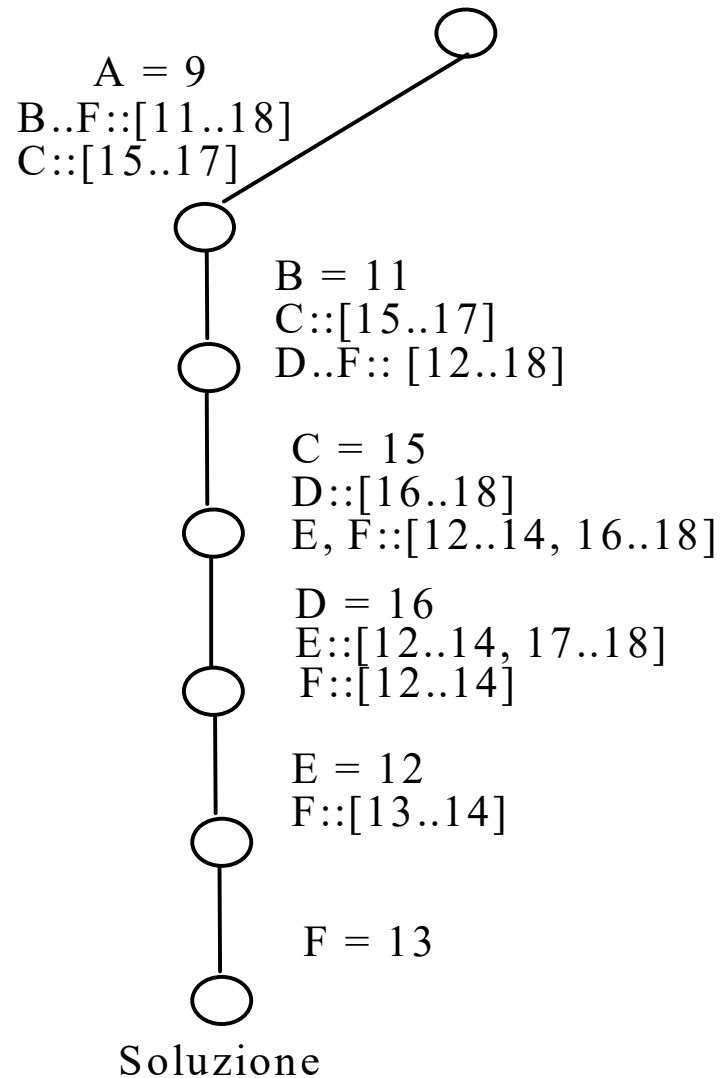 A = 9
B..F::[11..18]
C::[15..17]
B = 11
C::[15..17]
D..F:: [12..18]
C = 15
D::[16..18]
E, F::[12..14, 16..18]
D = 16
E::[12..14, 17..18]
F::[12..14]
E = 12
F::[13..14]
F = 13
Soluzione